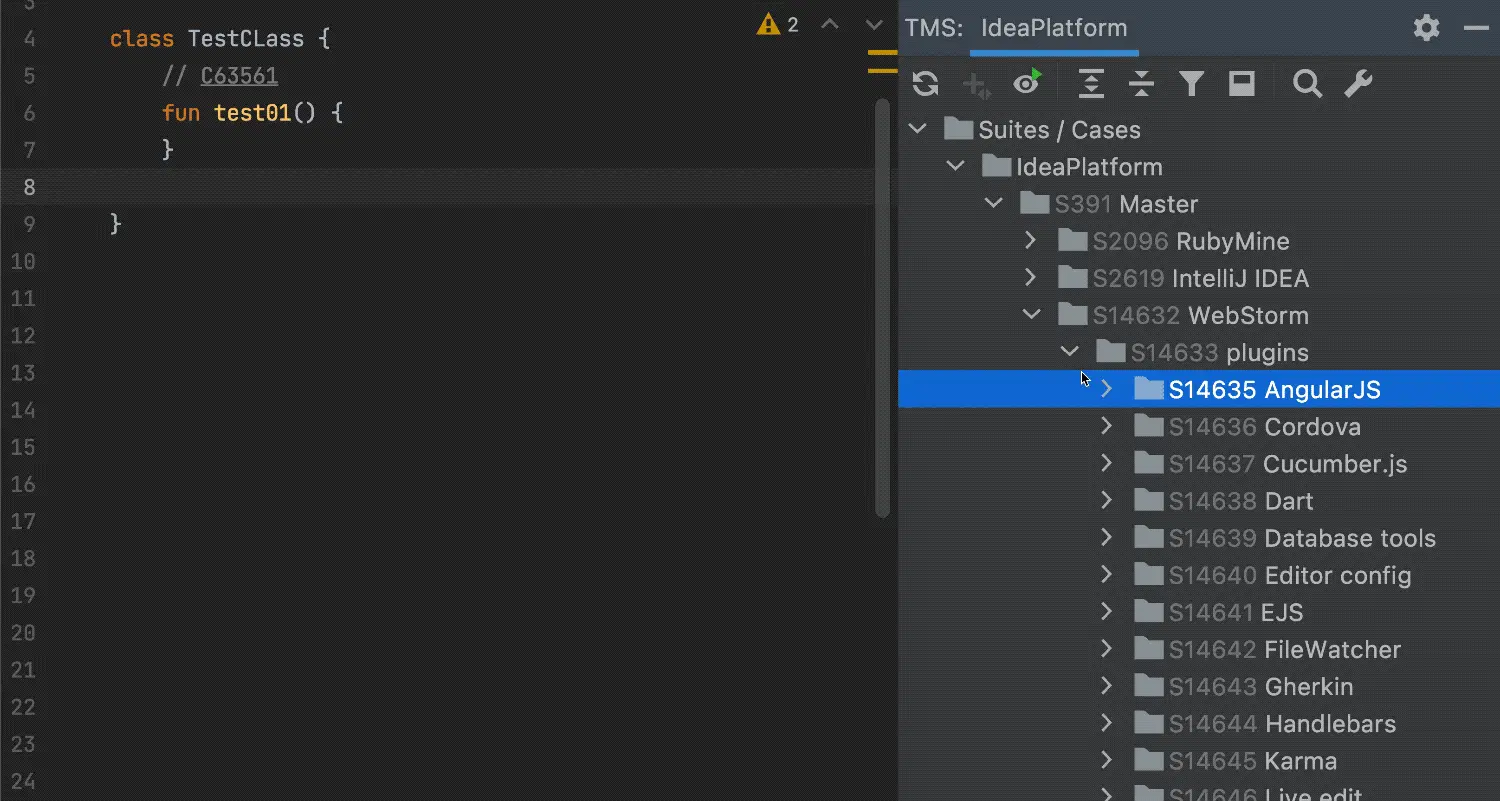 3
4 class TestCLass {
5 // C63561
6 fun test01() {
7 }
8
9 }
10
11
12
13
14
15
16
17
18
19
20
21
22
23
24
2
TMS: IdeaPlatform
Suites / Cases
IdeaPlatform
S391 Master
S2096 RubyMine
S2619 IntelliJ IDEA
S14632 WebStorm
S14633 plugins
S14635 AngularJS
S14636 Cordova
S14637 Cucumber.js
S14638 Dart
S14639 Database tools
S14640 Editor config
S14641 EJS
S14642 FileWatcher
S14643 Gherkin
S14644 Handlebars
S14645 Karma
S14646 Live edit